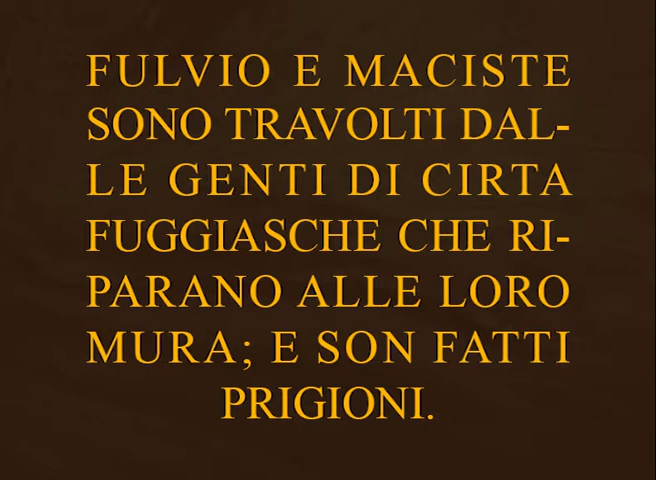 FULVIO E MACISTE
SONO TRAVOLTI DAL-
LE GENTI DI CIRTA
FUGGIASCHE CHE RI-
PARANO ALLE LORO
MURA; E SON FATTI
PRIGIONI.